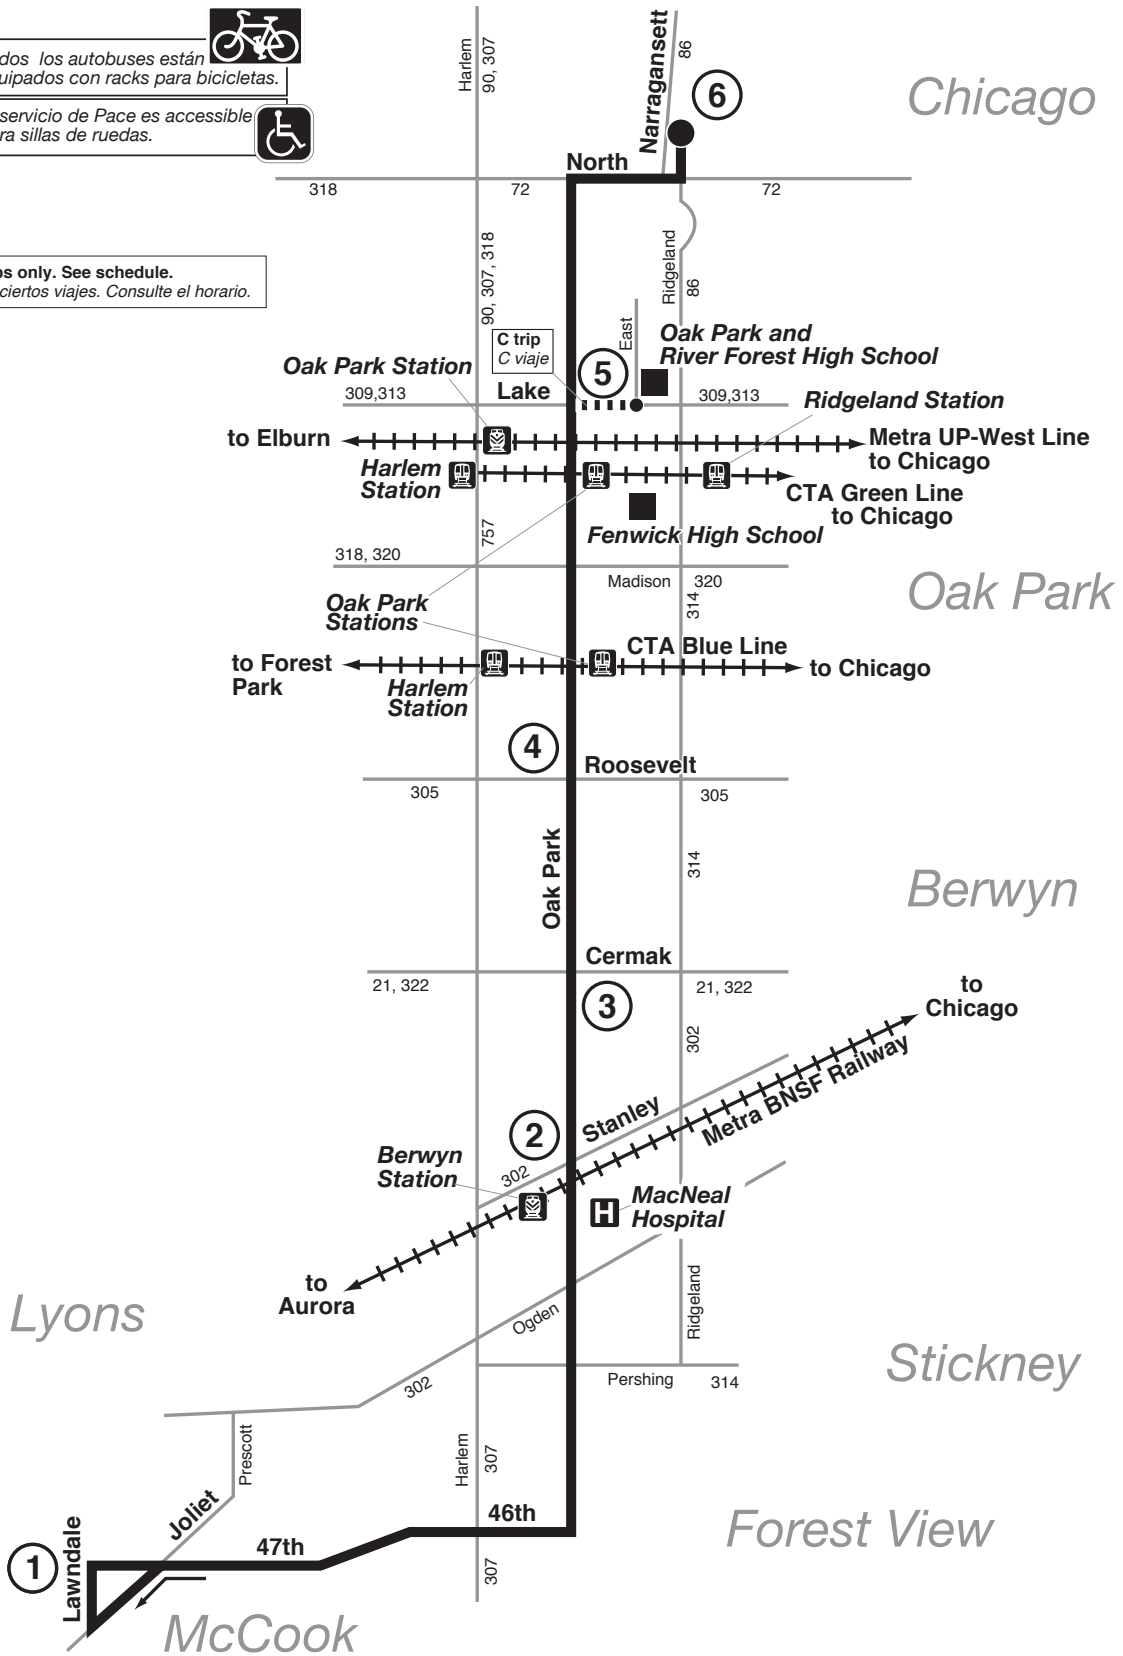 dos los autobuses están
uipados con racks para bicicletas.
servicio de Pace es accessible
ra sillas de ruedas.
Harlem
90, 307
Narragansett
86
6
Chicago
North
318
72
72
90, 307, 318
Ridgeland
86
os only. See schedule.
ciertos viajes. Consulte el horario.
C trip
C viaje
East
Oak Park and
River Forest High School
Oak Park Station
5
309,313
Lake
309,313
Ridgeland Station
to Elburn
Metra UP-West Line
to Chicago
Harlem
Station
CTA Green Line
to Chicago
757
Fenwick High School
318, 320
Madison
320
314
Oak Park
Oak Park
Stations
CTA Blue Line
to Forest
Park
to Chicago
Harlem
Station
4
Roosevelt
305
305
Oak Park
314
Berwyn
Cermak
21, 322
21, 322
3
302
to
Chicago
Metra BNSF Railway
Stanley
2
Berwyn
Station
302
H
MacNeal
Hospital
to
Aurora
Lyons
Ogden
Ridgeland
Stickney
302
Pershing
314
Prescott
Harlem
307
Joliet
46th
Forest View
47th
1
Lawndale
307
McCook